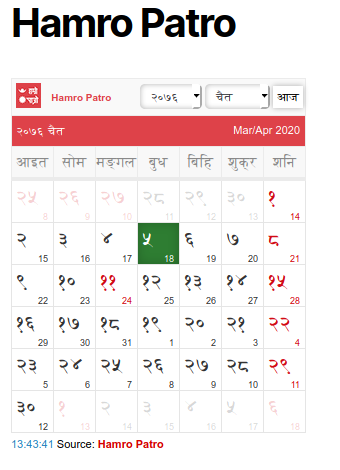 Hamro Patro
हाम्रो पात्रो Hamro Patro २०७६ चैत आज
२०७६ चैत Mar/Apr 2020
आइत सोम मङ्गल बुध बिहि शुक्र शनि
२५ २६ २७ २८ २९ ३० १
8 9 10 11 12 13 14
२ ३ ४ ५ ६ ७ ८
15 16 17 18 19 20 21
९ १० ११ १२ १३ १४ १५
22 23 24 25 26 27 28
१६ १७ १८ १९ २० २१ २२
29 30 31 1 2 3 4
२३ २४ २५ २६ २७ २८ २९
5 6 7 8 9 10 11
३० १ २ ३ ४ ५ ६
12 13 14 15 16 17 18
13:43:41 Source: Hamro Patro